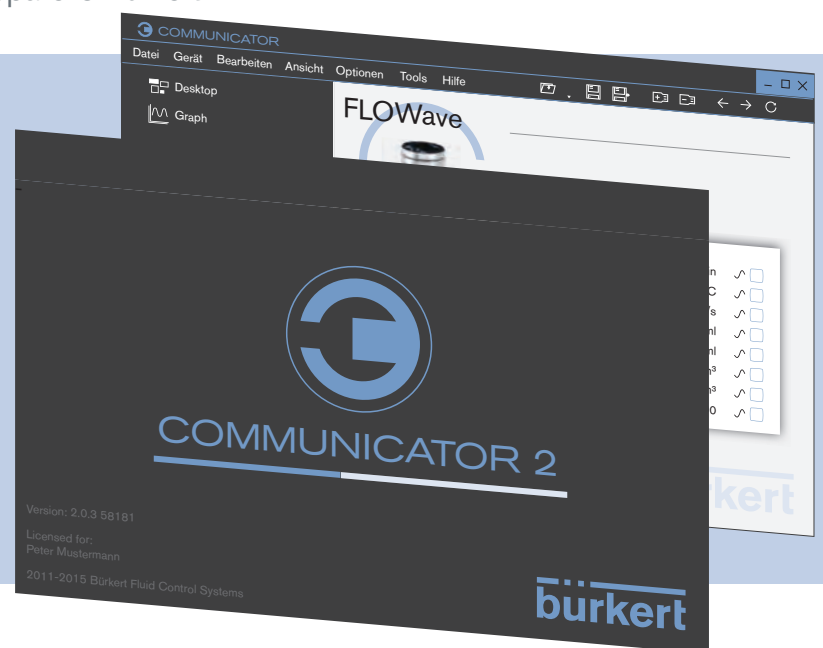 COMMUNICATOR
Datei Gerät Bearbeiten Ansicht Optionen Tools Hilfe
Desktop
Graph
FLOWave
COMMUNICATOR 2
Version: 2.0.3 58181
Licensed for:
Peter Mustermann
2011-2015 Bürkert Fluid Control Systems
bürkert